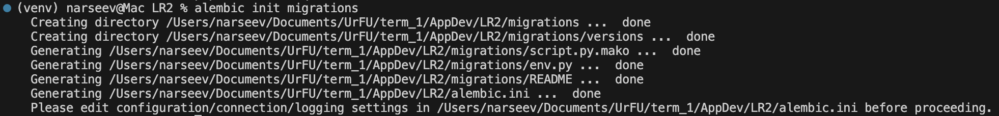 (venv) narseev@Mac LR2 % alembic init migrations
Creating directory /Users/narseev/Documents/UrFU/term_1/AppDev/LR2/migrations ... done
Creating directory /Users/narseev/Documents/UrFU/term_1/AppDev/LR2/migrations/versions ... done
Generating /Users/narseev/Documents/UrFU/term_1/AppDev/LR2/migrations/script.py.mako ... done
Generating /Users/narseev/Documents/UrFU/term_1/AppDev/LR2/migrations/env.py ... done
Generating /Users/narseev/Documents/UrFU/term_1/AppDev/LR2/migrations/README ... done
Generating /Users/narseev/Documents/UrFU/term_1/AppDev/LR2/alembic.ini ... done
Please edit configuration/connection/logging settings in /Users/narseev/Documents/UrFU/term_1/AppDev/LR2/alembic.ini before proceeding.